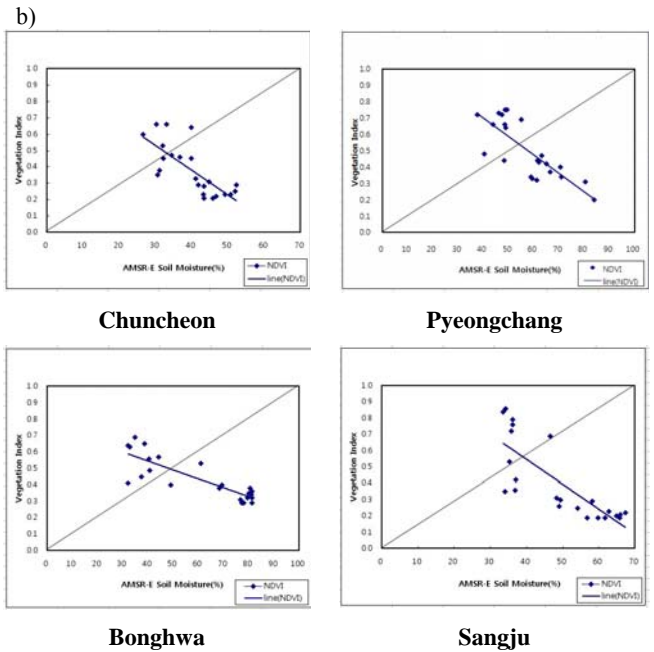 b)
1.0
0.9
0.8
0.7
0.6
0.5
0.4
0.3
0.2
0.1
0.0
Vegetation Index
0 10 20 30 40 50 60 70
AMSR-E Soil Moisture(%)
NDVI
line(NDVI)
Chuncheon
1.0
0.9
0.8
0.7
0.6
0.5
0.4
0.3
0.2
0.1
0.0
Vegetation Index
0 10 20 30 40 50 60 70 80 90 100
AMSR-E Soil Moisture(%)
NDVI
line(NDVI)
Pyeongchang
1.0
0.9
0.8
0.7
0.6
0.5
0.4
0.3
0.2
0.1
0.0
Vegetation Index
0 10 20 30 40 50 60 70 80 90 100
AMSR-E Soil Moisture(%)
NDVI
line(NDVI)
Bonghwa
1.0
0.9
0.8
0.7
0.6
0.5
0.4
0.3
0.2
0.1
0.0
Vegetation Index
0 10 20 30 40 50 60 70
AMSR-E Soil Moisture(%)
NDVI
line(NDVI)
Sangju